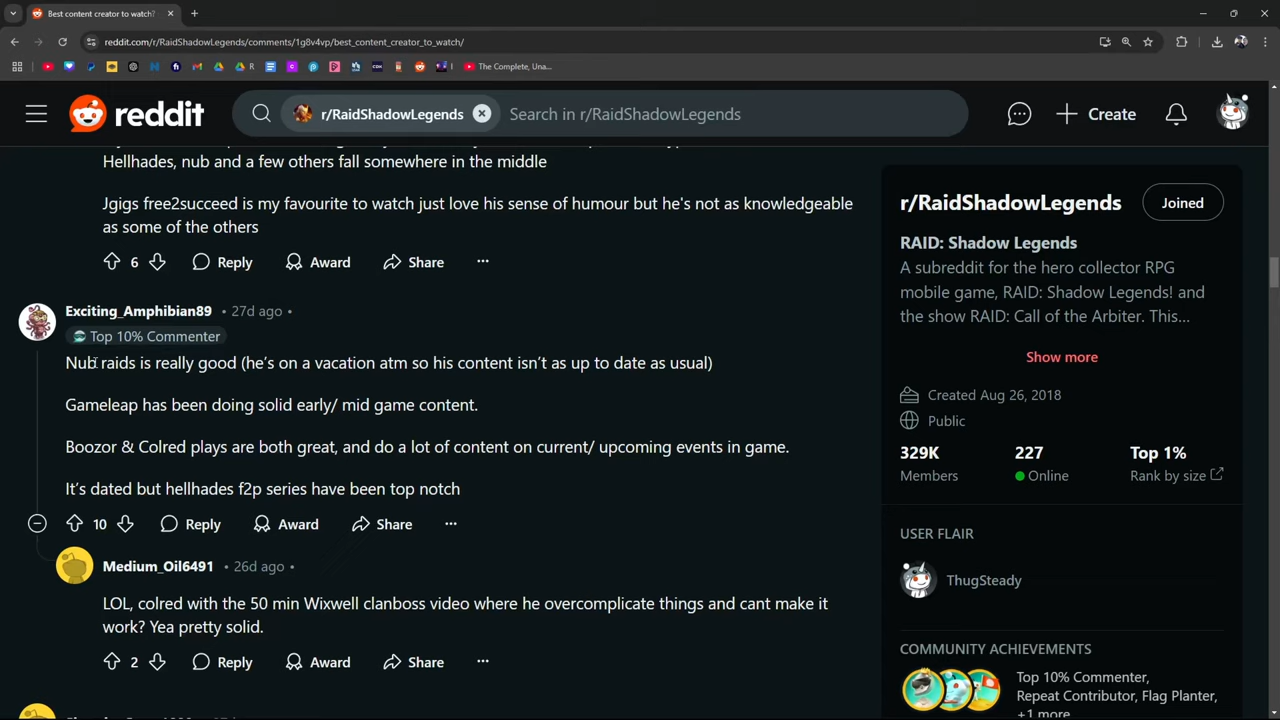 Best content creator to watch?
reddit.com/r/RaidShadowLegends/comments/1g8v4vp/best_content_creator_to_watch/
R
The Complete, Una...
reddit
r/RaidShadowLegends
Search in r/RaidShadowLegends
Create
Hellhades, nub and a few others fall somewhere in the middle
Jgigs free2succeed is my favourite to watch just love his sense of humour but he's not as knowledgeable
as some of the others
6
Reply
Award
Share
Exciting_Amphibian89 • 27d ago •
Top 10% Commenter
Nub raids is really good (he's on a vacation atm so his content isn't as up to date as usual)
Gameleap has been doing solid early/ mid game content.
Boozor & Colred plays are both great, and do a lot of content on current/ upcoming events in game.
It's dated but hellhades f2p series have been top notch
10
Reply
Award
Share
Medium_Oil6491 • 26d ago •
LOL, colred with the 50 min Wixwell clanboss video where he overcomplicate things and cant make it
work? Yea pretty solid.
2
Reply
Award
Share
r/RaidShadowLegends
Joined
RAID: Shadow Legends
A subreddit for the hero collector RPG
mobile game, RAID: Shadow Legends! and
the show RAID: Call of the Arbiter. This...
Show more
Created Aug 26, 2018
Public
329K
Members
227
Online
Top 1%
Rank by size
USER FLAIR
ThugSteady
COMMUNITY ACHIEVEMENTS
Top 10% Commenter,
Repeat Contributor, Flag Planter,
+1 more